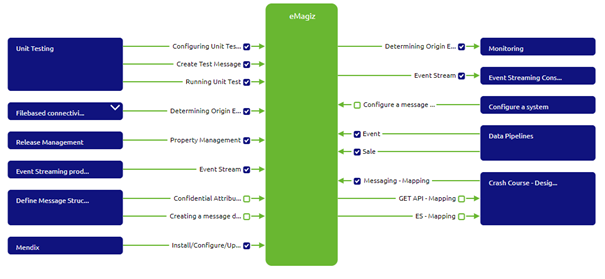 eMagiz
Unit Testing
Configuring Unit Tes...
Create Test Message
Running Unit Test
Filebased connectivi...
Determining Origin E...
Release Management
Property Management
Event Streaming prod...
Event Stream
Define Message Struc...
Confidential Attribu...
Creating a message d...
Mendix
Install/Configure/Up...
Determining Origin E...
Monitoring
Event Stream
Event Streaming Cons...
Configure a message ...
Configure a system
Event
Sale
Data Pipelines
Messaging - Mapping
GET API - Mapping
ES - Mapping
Crash Course - Desig...